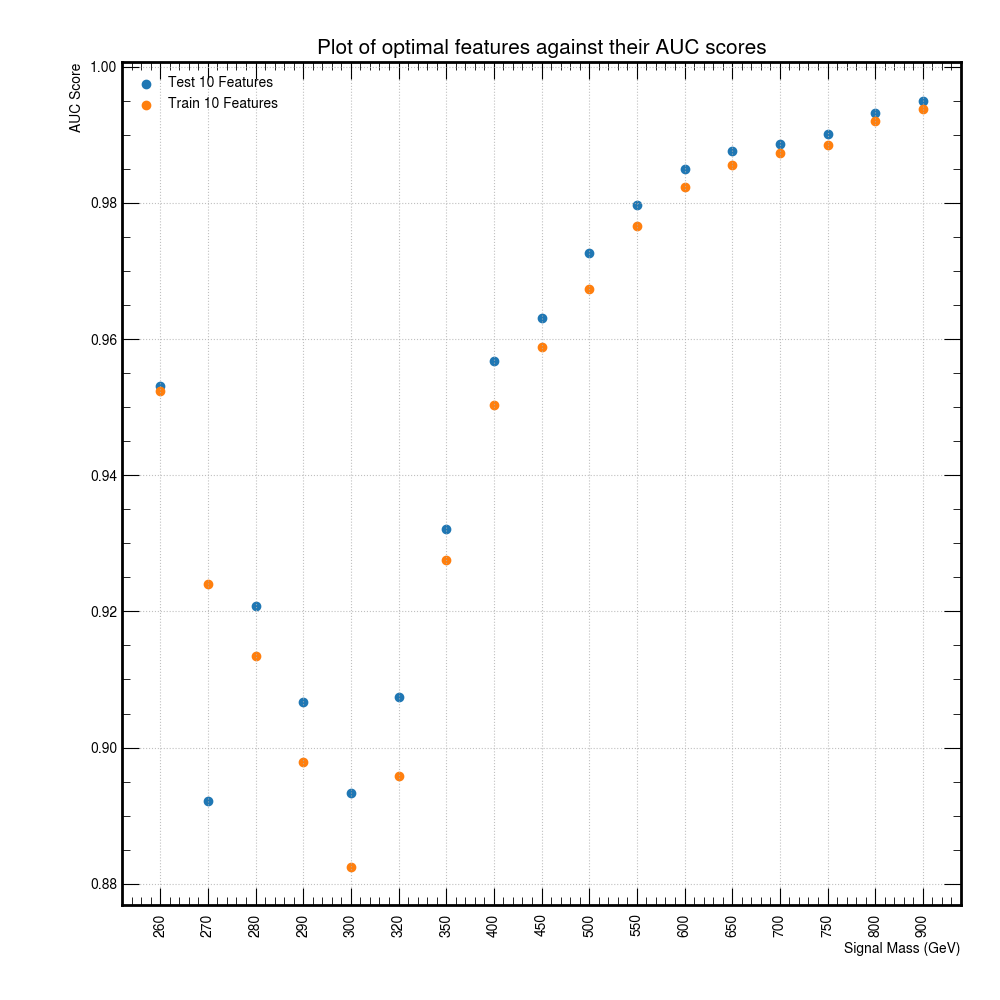 Plot of optimal features against their AUC scores
AUC Score
Test 10 Features
Train 10 Features
1.00
0.98
0.96
0.94
0.92
0.90
0.88
260 270 280 290 300 320 350 400 450 500 550 600 650 700 750 800 900
Signal Mass (GeV)